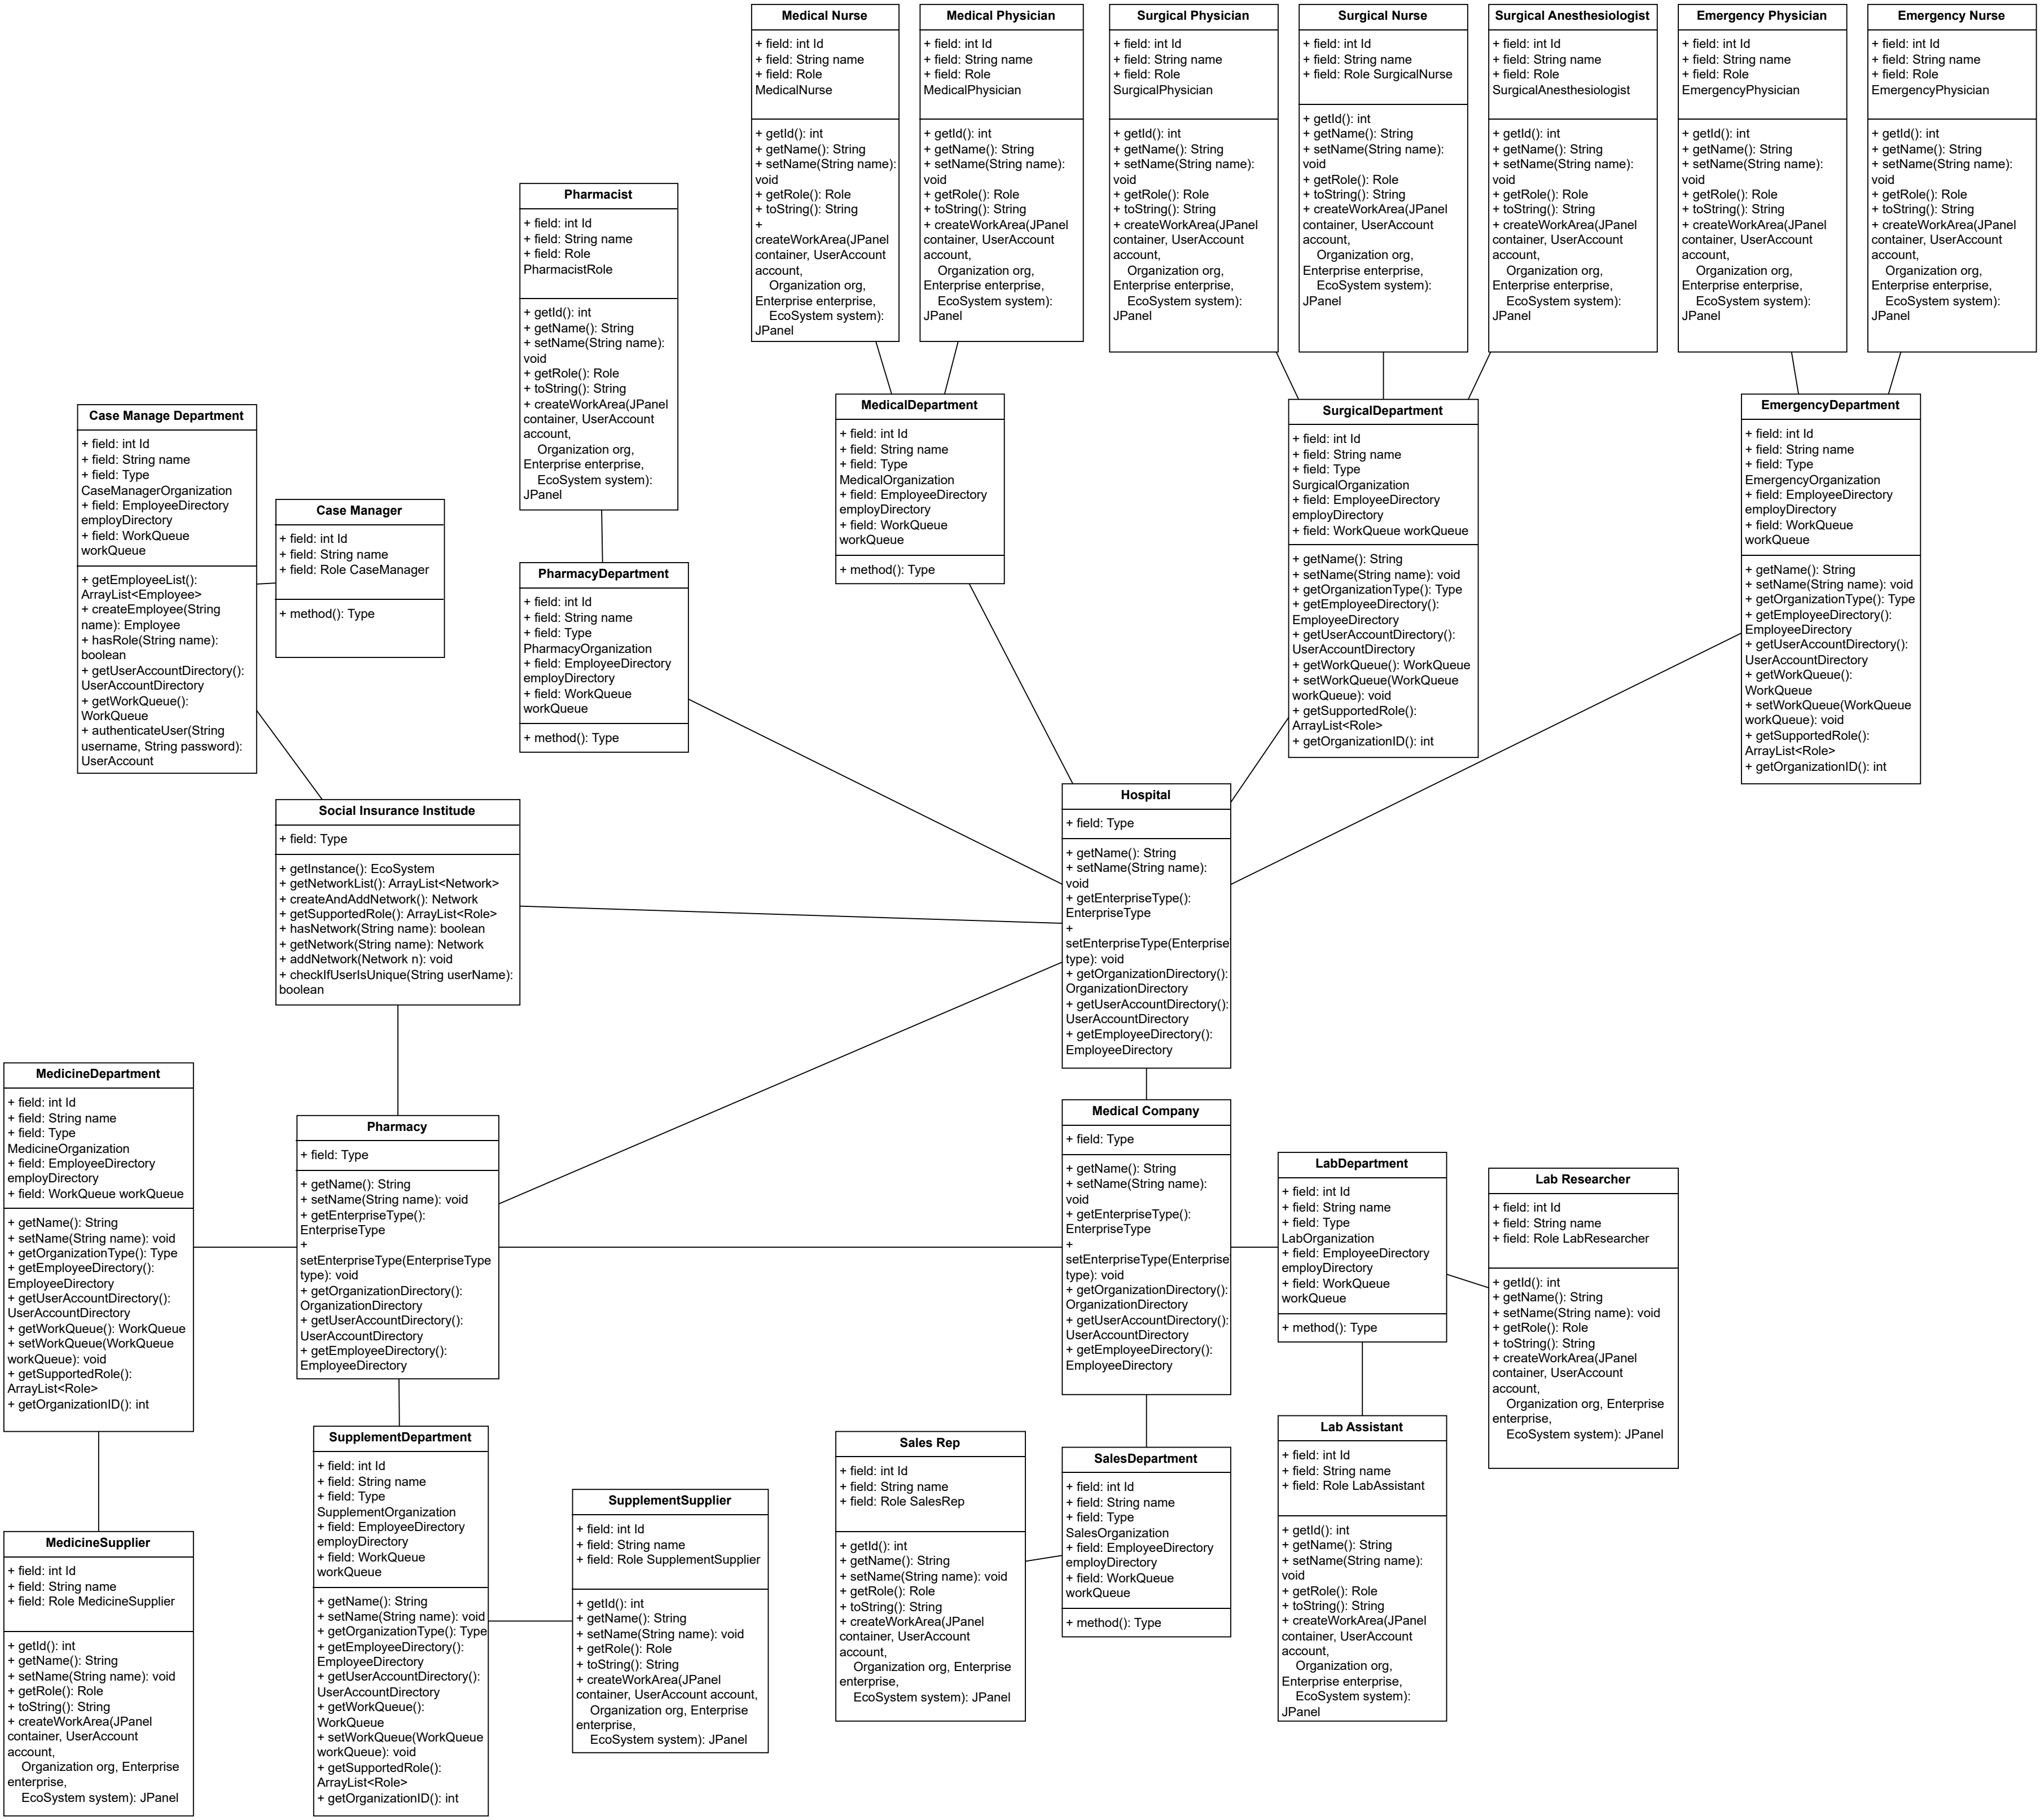 Medical Nurse
+ field: int Id
+ field: String name
+ field: Role
MedicalNurse
+ getId(): int
+ getName(): String
+ setName(String name):
void
+ getRole(): Role
+ toString(): String
+
createWorkArea(JPanel
container, UserAccount
account,
Organization org,
Enterprise enterprise,
EcoSystem system):
JPanel
Medical Physician
+ field: int Id
+ field: String name
+ field: Role
MedicalPhysician
+ getId(): int
+ getName(): String
+ setName(String name):
void
+ getRole(): Role
+ toString(): String
+ createWorkArea(JPanel
container, UserAccount
account,
Organization org,
Enterprise enterprise,
EcoSystem system):
JPanel
Surgical Physician
+ field: int Id
+ field: String name
+ field: Role
SurgicalPhysician
+ getId(): int
+ getName(): String
+ setName(String name):
void
+ getRole(): Role
+ toString(): String
+ createWorkArea(JPanel
container, UserAccount
account,
Organization org,
Enterprise enterprise,
EcoSystem system):
JPanel
Surgical Nurse
+ field: int Id
+ field: String name
+ field: Role SurgicalNurse
+ getId(): int
+ getName(): String
+ setName(String name):
void
+ getRole(): Role
+ toString(): String
+ createWorkArea(JPanel
container, UserAccount
account,
Organization org,
Enterprise enterprise,
EcoSystem system):
JPanel
Surgical Anesthesiologist
+ field: int Id
+ field: String name
+ field: Role
SurgicalAnesthesiologist
+ getId(): int
+ getName(): String
+ setName(String name):
void
+ getRole(): Role
+ toString(): String
+ createWorkArea(JPanel
container, UserAccount
account,
Organization org,
Enterprise enterprise,
EcoSystem system):
JPanel
Emergency Physician
+ field: int Id
+ field: String name
+ field: Role
EmergencyPhysician
+ getId(): int
+ getName(): String
+ setName(String name):
void
+ getRole(): Role
+ toString(): String
+ createWorkArea(JPanel
container, UserAccount
account,
Organization org,
Enterprise enterprise,
EcoSystem system):
JPanel
Emergency Nurse
+ field: int Id
+ field: String name
+ field: Role
EmergencyPhysician
+ getId(): int
+ getName(): String
+ setName(String name):
void
+ getRole(): Role
+ toString(): String
+ createWorkArea(JPanel
container, UserAccount
account,
Organization org,
Enterprise enterprise,
EcoSystem system):
JPanel
Pharmacist
+ field: int Id
+ field: String name
+ field: Role
PharmacistRole
+ getId(): int
+ getName(): String
+ setName(String name):
void
+ getRole(): Role
+ toString(): String
+ createWorkArea(JPanel
container, UserAccount
account,
Organization org,
Enterprise enterprise,
EcoSystem system):
JPanel
Case Manage Department
+ field: int Id
+ field: String name
+ field: Type
CaseManagerOrganization
+ field: EmployeeDirectory
employDirectory
+ field: WorkQueue
workQueue
+ getEmployeeList():
ArrayList<Employee>
+ createEmployee(String
name): Employee
+ hasRole(String name):
boolean
+ getUserAccountDirectory():
UserAccountDirectory
+ getWorkQueue():
WorkQueue
+ authenticateUser(String
username, String password):
UserAccount
Case Manager
+ field: int Id
+ field: String name
+ field: Role CaseManager
+ method(): Type
PharmacyDepartment
+ field: int Id
+ field: String name
+ field: Type
PharmacyOrganization
+ field: EmployeeDirectory
employDirectory
+ field: WorkQueue
workQueue
+ method(): Type
MedicalDepartment
+ field: int Id
+ field: String name
+ field: Type
MedicalOrganization
+ field: EmployeeDirectory
employDirectory
+ field: WorkQueue
workQueue
+ method(): Type
SurgicalDepartment
+ field: int Id
+ field: String name
+ field: Type
SurgicalOrganization
+ field: EmployeeDirectory
employDirectory
+ field: WorkQueue workQueue
+ getName(): String
+ setName(String name): void
+ getOrganizationType(): Type
+ getEmployeeDirectory():
EmployeeDirectory
+ getUserAccountDirectory():
UserAccountDirectory
+ getWorkQueue(): WorkQueue
+ setWorkQueue(WorkQueue
workQueue): void
+ getSupportedRole():
ArrayList<Role>
+ getOrganizationID(): int
EmergencyDepartment
+ field: int Id
+ field: String name
+ field: Type
EmergencyOrganization
+ field: EmployeeDirectory
employDirectory
+ field: WorkQueue
workQueue
+ getName(): String
+ setName(String name): void
+ getOrganizationType(): Type
+ getEmployeeDirectory():
EmployeeDirectory
+ getUserAccountDirectory():
UserAccountDirectory
+ getWorkQueue():
WorkQueue
+ setWorkQueue(WorkQueue
workQueue): void
+ getSupportedRole():
ArrayList<Role>
+ getOrganizationID(): int
Social Insurance Institude
+ field: Type
+ getInstance(): EcoSystem
+ getNetworkList(): ArrayList<Network>
+ createAndAddNetwork(): Network
+ getSupportedRole(): ArrayList<Role>
+ hasNetwork(String name): boolean
+ getNetwork(String name): Network
+ addNetwork(Network n): void
+ checkIfUserIsUnique(String userName):
boolean
Hospital
+ field: Type
+ getName(): String
+ setName(String name):
void
+ getEnterpriseType():
EnterpriseType
+
setEnterpriseType(Enterprise
type): void
+ getOrganizationDirectory():
OrganizationDirectory
+ getUserAccountDirectory():
UserAccountDirectory
+ getEmployeeDirectory():
EmployeeDirectory
MedicineDepartment
+ field: int Id
+ field: String name
+ field: Type
MedicineOrganization
+ field: EmployeeDirectory
employDirectory
+ field: WorkQueue workQueue
+ getName(): String
+ setName(String name): void
+ getOrganizationType(): Type
+ getEmployeeDirectory():
EmployeeDirectory
+ getUserAccountDirectory():
UserAccountDirectory
+ getWorkQueue(): WorkQueue
+ setWorkQueue(WorkQueue
workQueue): void
+ getSupportedRole():
ArrayList<Role>
+ getOrganizationID(): int
Pharmacy
+ field: Type
+ getName(): String
+ setName(String name): void
+ getEnterpriseType():
EnterpriseType
+
setEnterpriseType(EnterpriseType
type): void
+ getOrganizationDirectory():
OrganizationDirectory
+ getUserAccountDirectory():
UserAccountDirectory
+ getEmployeeDirectory():
EmployeeDirectory
Medical Company
+ field: Type
+ getName(): String
+ setName(String name):
void
+ getEnterpriseType():
EnterpriseType
+
setEnterpriseType(Enterprise
type): void
+ getOrganizationDirectory():
OrganizationDirectory
+ getUserAccountDirectory():
UserAccountDirectory
+ getEmployeeDirectory():
EmployeeDirectory
LabDepartment
+ field: int Id
+ field: String name
+ field: Type
LabOrganization
+ field: EmployeeDirectory
employDirectory
+ field: WorkQueue
workQueue
+ method(): Type
Lab Researcher
+ field: int Id
+ field: String name
+ field: Role LabResearcher
+ getId(): int
+ getName(): String
+ setName(String name): void
+ getRole(): Role
+ toString(): String
+ createWorkArea(JPanel
container, UserAccount
account,
Organization org, Enterprise
enterprise,
EcoSystem system): JPanel
MedicineSupplier
+ field: int Id
+ field: String name
+ field: Role MedicineSupplier
+ getId(): int
+ getName(): String
+ setName(String name): void
+ getRole(): Role
+ toString(): String
+ createWorkArea(JPanel
container, UserAccount
account,
Organization org, Enterprise
enterprise,
EcoSystem system): JPanel
SupplementDepartment
+ field: int Id
+ field: String name
+ field: Type
SupplementOrganization
+ field: EmployeeDirectory
employDirectory
+ field: WorkQueue
workQueue
+ getName(): String
+ setName(String name): void
+ getOrganizationType(): Type
+ getEmployeeDirectory():
EmployeeDirectory
+ getUserAccountDirectory():
UserAccountDirectory
+ getWorkQueue():
WorkQueue
+ setWorkQueue(WorkQueue
workQueue): void
+ getSupportedRole():
ArrayList<Role>
+ getOrganizationID(): int
SupplementSupplier
+ field: int Id
+ field: String name
+ field: Role SupplementSupplier
+ getId(): int
+ getName(): String
+ setName(String name): void
+ getRole(): Role
+ toString(): String
+ createWorkArea(JPanel
container, UserAccount account,
Organization org, Enterprise
enterprise,
EcoSystem system): JPanel
Sales Rep
+ field: int Id
+ field: String name
+ field: Role SalesRep
+ getId(): int
+ getName(): String
+ setName(String name): void
+ getRole(): Role
+ toString(): String
+ createWorkArea(JPanel
container, UserAccount
account,
Organization org, Enterprise
enterprise,
EcoSystem system): JPanel
SalesDepartment
+ field: int Id
+ field: String name
+ field: Type
SalesOrganization
+ field: EmployeeDirectory
employDirectory
+ field: WorkQueue
workQueue
+ method(): Type
Lab Assistant
+ field: int Id
+ field: String name
+ field: Role LabAssistant
+ getId(): int
+ getName(): String
+ setName(String name):
void
+ getRole(): Role
+ toString(): String
+ createWorkArea(JPanel
container, UserAccount
account,
Organization org,
Enterprise enterprise,
EcoSystem system):
JPanel